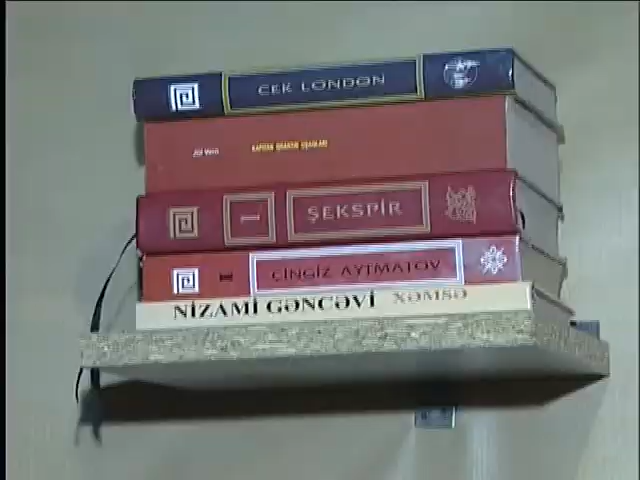 CEK LONDON
Jül Vern KAPİTAN QRANTIN UŞAQLARI
I ŞEKSPİR
I ÇİNGİZ AYTMATOV
NİZAMİ GƏNCƏVİ XƏMSƏ